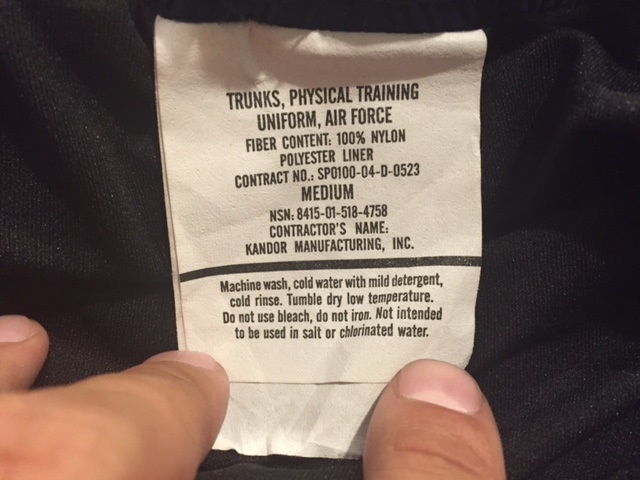 TRUNKS, PHYSICAL TRAINING
UNIFORM, AIR FORCE
FIBER CONTENT: 100% NYLON
POLYESTER LINER
CONTRACT NO.: SPO100-04-D-0523
MEDIUM
NSN: 8415-01-518-4758
CONTRACTOR'S NAME:
KANDOR MANUFACTURING, INC.
Machine wash, cold water with mild detergent,
cold rinse. Tumble dry low temperature.
Do not use bleach, do not iron. Not intended
to be used in salt or chlorinated water.